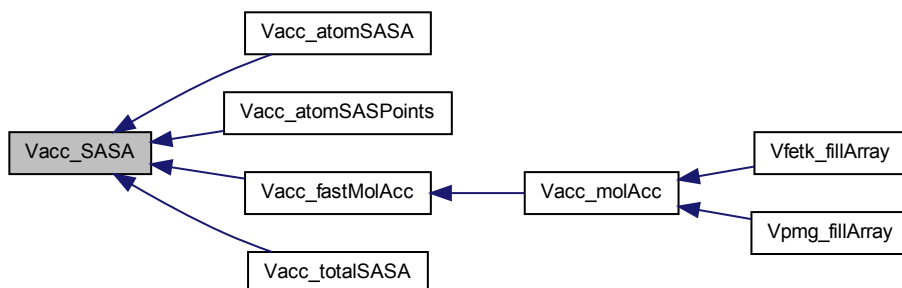 Vacc_atomSASA
Vacc_atomSASPoints
Vacc_SASA
Vfetk_fillArray
Vacc_fastMolAcc
Vacc_molAcc
Vpmg_fillArray
Vacc_totalSASA